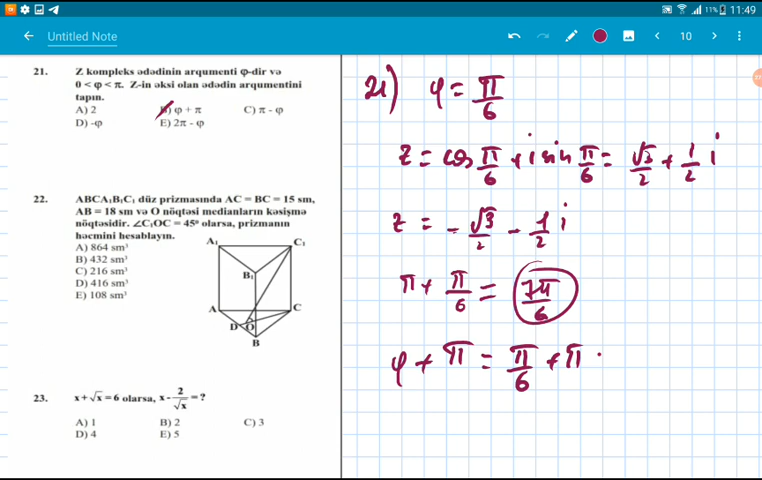 11% 11:49
Untitled Note
10
21. Z kompleks ədədinin arqumenti φ-dir və
0 < φ < π. Z-in əksi olan ədədin arqumentini
tapın.
A) 2 B) φ + π C) π - φ
D) -φ E) 2π - φ
22. ABCA₁B₁C₁ düz prizmasında AC = BC = 15 sm,
AB = 18 sm və O nöqtəsi medianların kəsişmə
nöqtəsidir. ∠C₁OC = 45⁰ olarsa, prizmanın
həcmini hesablayın.
A) 864 sm³
B) 432 sm³
C) 216 sm³
D) 416 sm³
E) 108 sm³
A₁ C₁
B₁
A C
D O
B
23. x + √x = 6 olarsa, x - 2/√x = ?
A) 1 B) 2 C) 3
D) 4 E) 5
21) φ = π/6
z = cos π/6 + i sin π/6 = √3/2 + 1/2 i
z = - √3/2 - 1/2 i
π + π/6 = 7π/6
φ + π = π/6 + π